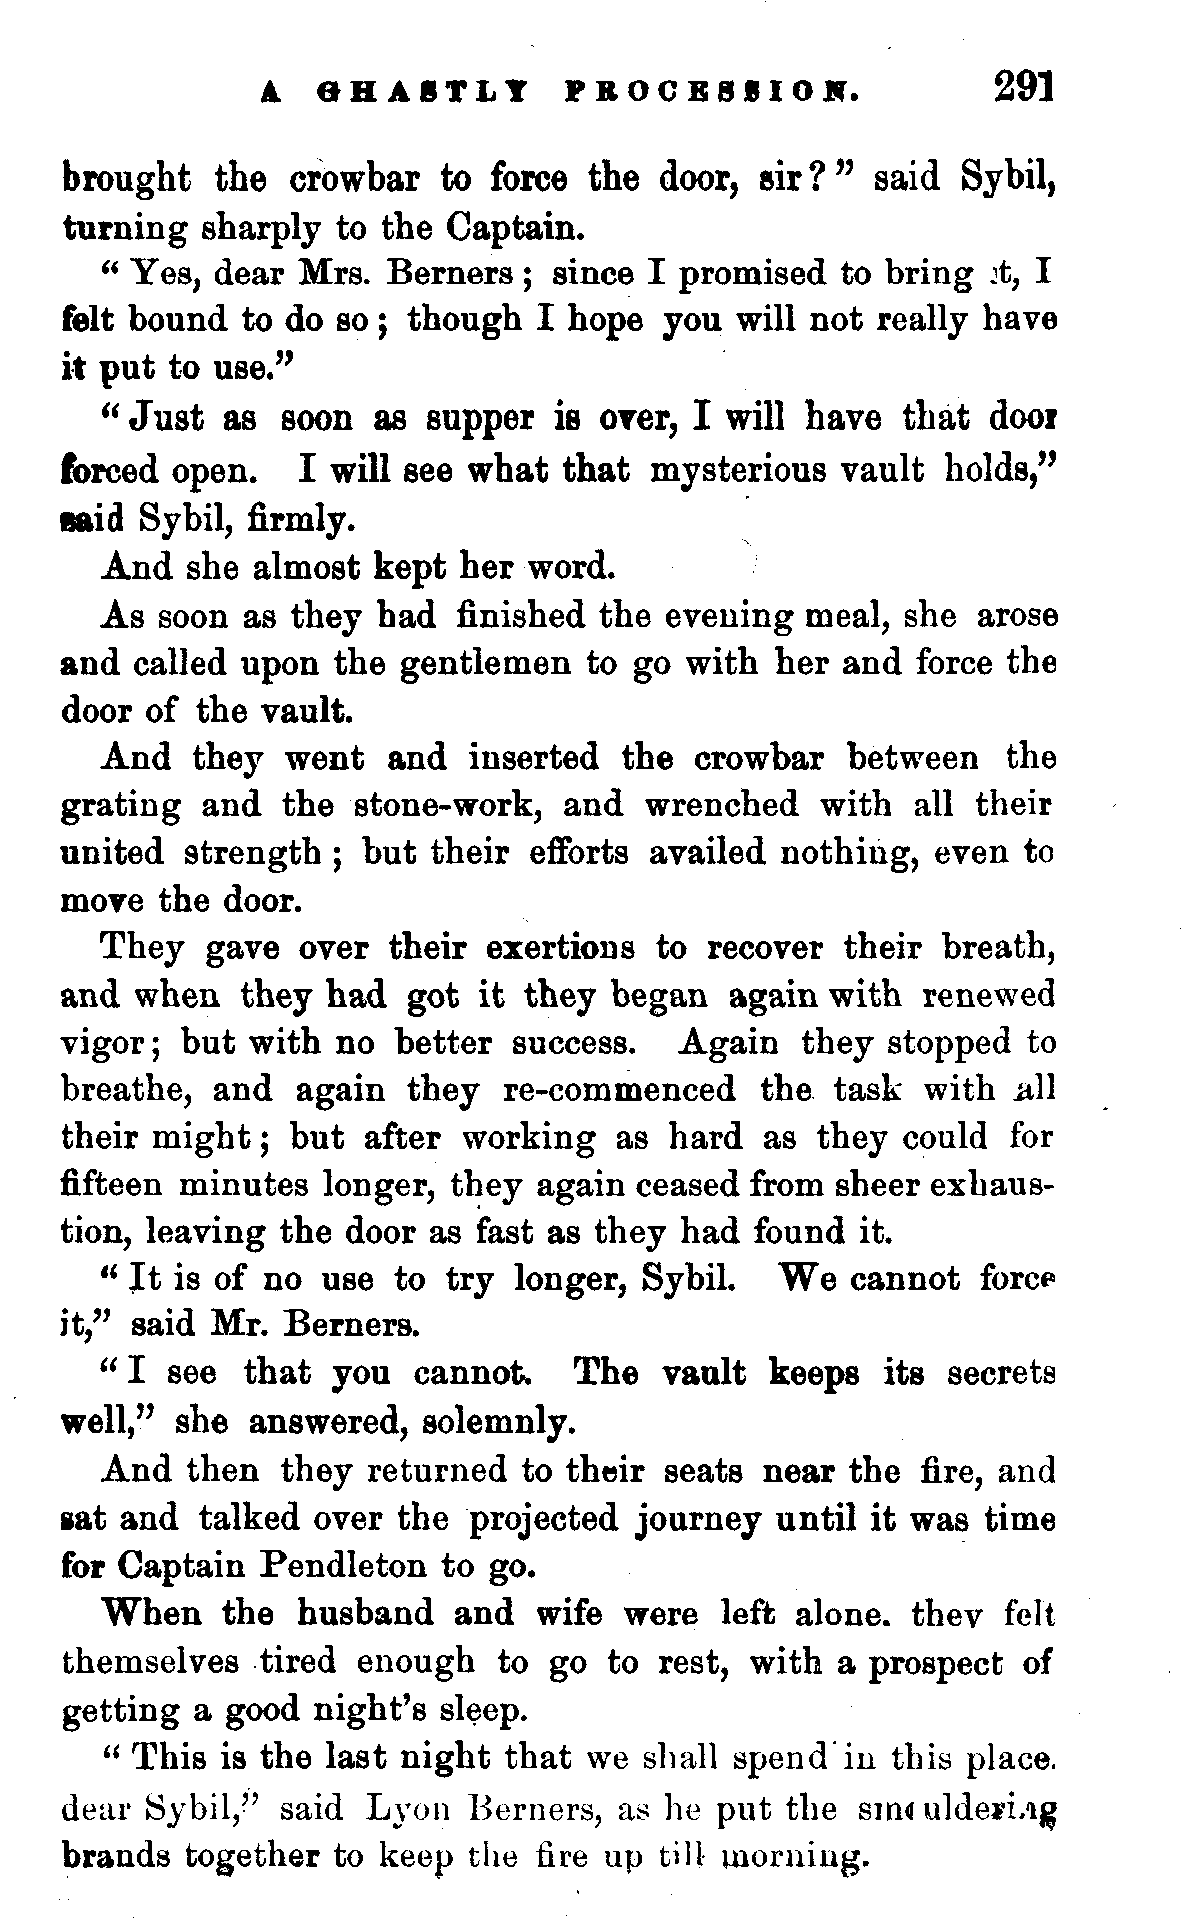 A GHASTLY PROCESSION. 291
brought the crowbar to force the door, sir?" said Sybil,
turning sharply to the Captain.
"Yes, dear Mrs. Berners; since I promised to bring it, I
felt bound to do so; though I hope you will not really have
it put to use."
"Just as soon as supper is over, I will have that door
forced open. I will see what that mysterious vault holds,"
said Sybil, firmly.
And she almost kept her word.
As soon as they had finished the evening meal, she arose
and called upon the gentlemen to go with her and force the
door of the vault.
And they went and inserted the crowbar between the
grating and the stone-work, and wrenched with all their
united strength; but their efforts availed nothing, even to
move the door.
They gave over their exertions to recover their breath,
and when they had got it they began again with renewed
vigor; but with no better success. Again they stopped to
breathe, and again they re-commenced the task with all
their might; but after working as hard as they could for
fifteen minutes longer, they again ceased from sheer exhaus-
tion, leaving the door as fast as they had found it.
"It is of no use to try longer, Sybil. We cannot force
it," said Mr. Berners.
"I see that you cannot. The vault keeps its secrets
well," she answered, solemnly.
And then they returned to their seats near the fire, and
sat and talked over the projected journey until it was time
for Captain Pendleton to go.
When the husband and wife were left alone. they felt
themselves tired enough to go to rest, with a prospect of
getting a good night's sleep.
"This is the last night that we shall spend in this place.
dear Sybil," said Lyon Berners, as he put the smouldering
brands together to keep the fire up till morning.